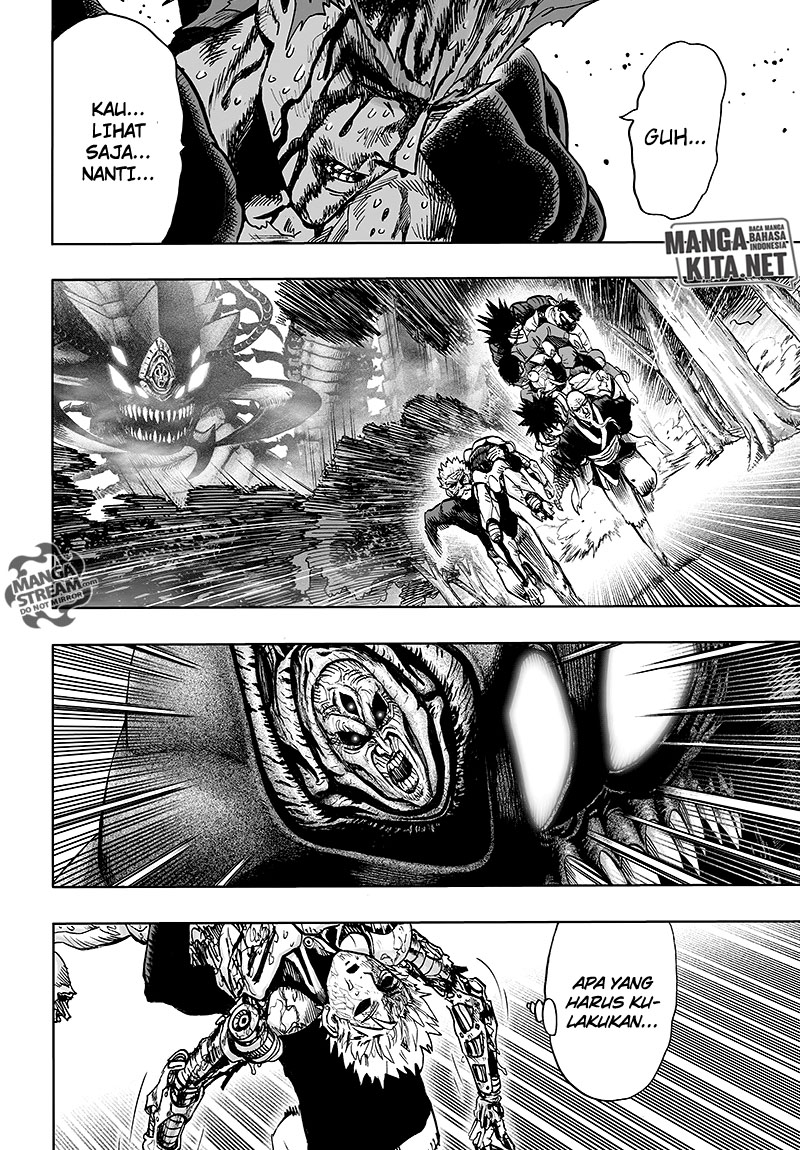 GUH...
KAU...
LIHAT
SAJA...
NANTI...
MANGA
KITA.NET
BACA MANGA
BAHASA
INDONESIA
MANGA
STREAM.com
DO NOT MIRROR
APA YANG
HARUS KU-
LAKUKAN...